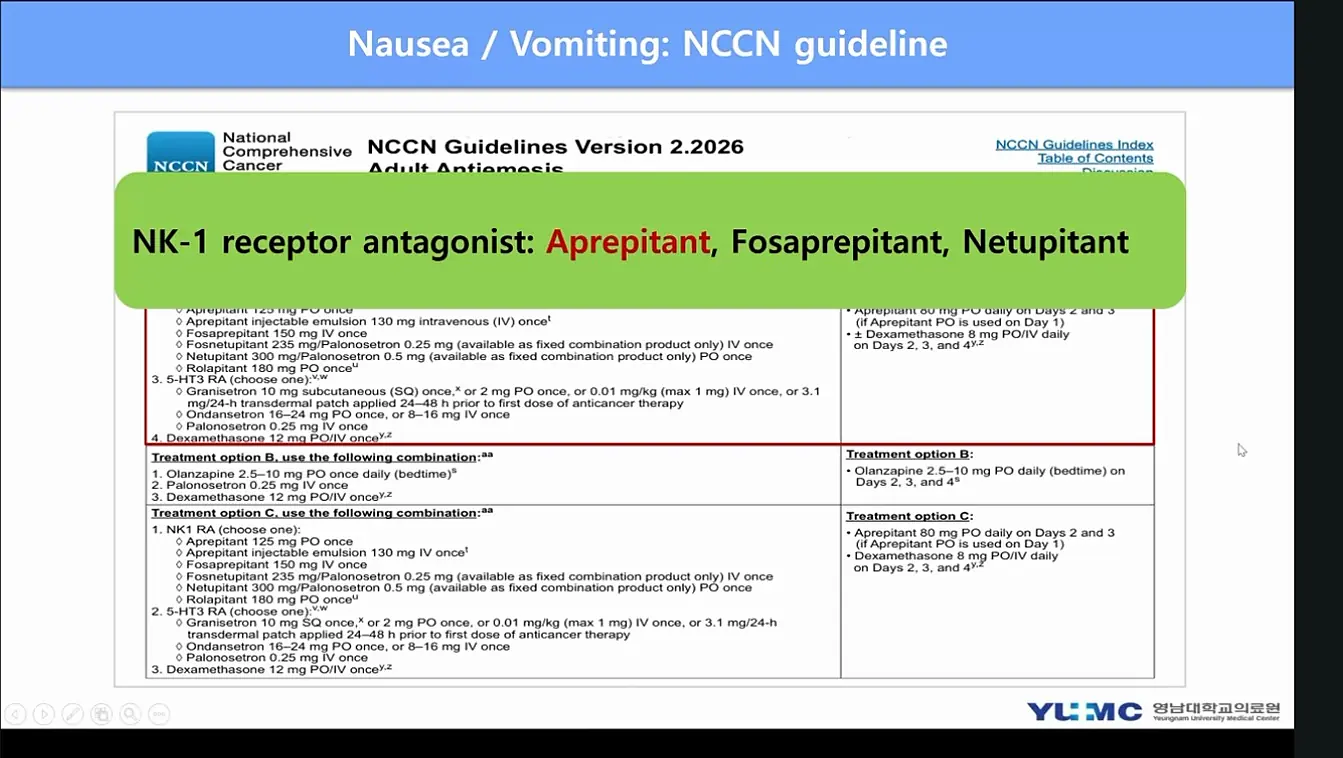 Nausea / Vomiting: NCCN guideline
NCCN
National
Comprehensive
Cancer
NCCN Guidelines Version 2.2026
Adult Antiemesis
NCCN Guidelines Index
Table of Contents
Discussion
NK-1 receptor antagonist: Aprepitant, Fosaprepitant, Netupitant
◊ Aprepitant 125 mg PO once
◊ Aprepitant injectable emulsion 130 mg intravenous (IV) onceᵗ
◊ Fosaprepitant 150 mg IV once
◊ Fosnetupitant 235 mg/Palonosetron 0.25 mg (available as fixed combination product only) IV once
◊ Netupitant 300 mg/Palonosetron 0.5 mg (available as fixed combination product only) PO once
◊ Rolapitant 180 mg PO onceᵘ
3. 5-HT3 RA (choose one):ᵛ,ʷ
◊ Granisetron 10 mg subcutaneous (SQ) once,ˣ or 2 mg PO once, or 0.01 mg/kg (max 1 mg) IV once, or 3.1
mg/24-h transdermal patch applied 24–48 h prior to first dose of anticancer therapy
◊ Ondansetron 16–24 mg PO once, or 8–16 mg IV once
◊ Palonosetron 0.25 mg IV once
4. Dexamethasone 12 mg PO/IV onceʸ,ᶻ
• Aprepitant 80 mg PO daily on Days 2 and 3
(if Aprepitant PO is used on Day 1)
• ± Dexamethasone 8 mg PO/IV daily
on Days 2, 3, and 4ʸ,ᶻ
Treatment option B, use the following combination:ᵃᵃ
1. Olanzapine 2.5–10 mg PO once daily (bedtime)ˢ
2. Palonosetron 0.25 mg IV once
3. Dexamethasone 12 mg PO/IV onceʸ,ᶻ
Treatment option B:
• Olanzapine 2.5–10 mg PO daily (bedtime) on
Days 2, 3, and 4ˢ
Treatment option C, use the following combination:ᵃᵃ
1. NK1 RA (choose one):
◊ Aprepitant 125 mg PO once
◊ Aprepitant injectable emulsion 130 mg IV onceᵗ
◊ Fosaprepitant 150 mg IV once
◊ Fosnetupitant 235 mg/Palonosetron 0.25 mg (available as fixed combination product only) IV once
◊ Netupitant 300 mg/Palonosetron 0.5 mg (available as fixed combination product only) PO once
◊ Rolapitant 180 mg PO onceᵘ
2. 5-HT3 RA (choose one):ᵛ,ʷ
◊ Granisetron 10 mg SQ once,ˣ or 2 mg PO once, or 0.01 mg/kg (max 1 mg) IV once, or 3.1 mg/24-h
transdermal patch applied 24–48 h prior to first dose of anticancer therapy
◊ Ondansetron 16–24 mg PO once, or 8–16 mg IV once
◊ Palonosetron 0.25 mg IV once
3. Dexamethasone 12 mg PO/IV onceʸ,ᶻ
Treatment option C:
• Aprepitant 80 mg PO daily on Days 2 and 3
(if Aprepitant PO is used on Day 1)
• Dexamethasone 8 mg PO/IV daily
on Days 2, 3, and 4ʸ,ᶻ
YUMC 영남대학교의료원
Yeungnam University Medical Center